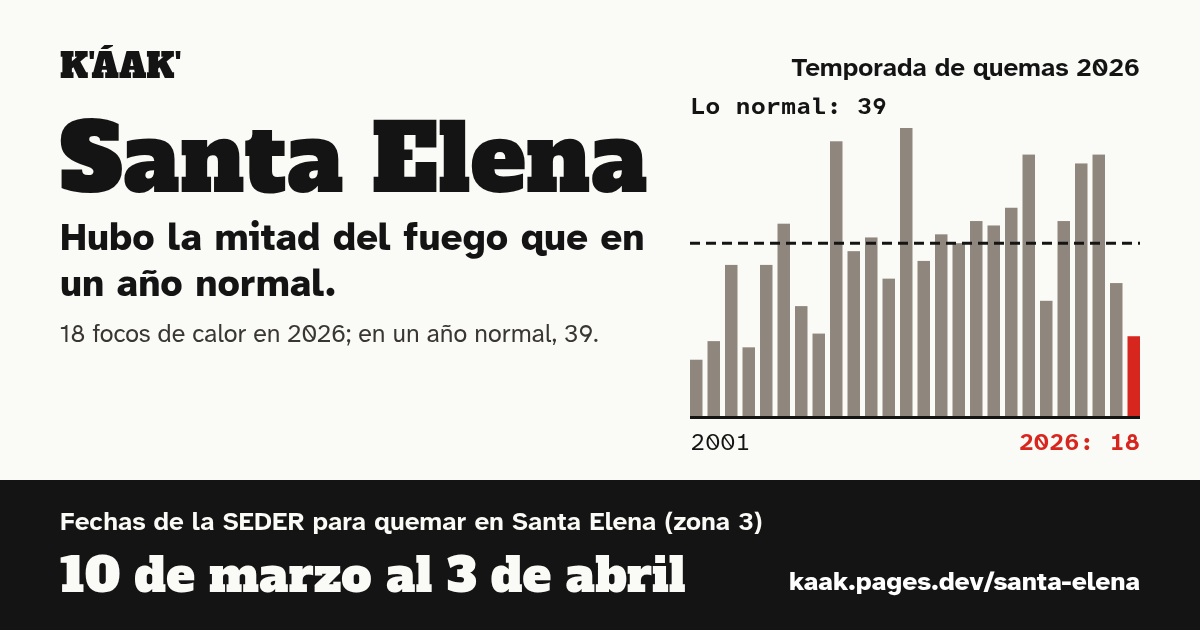 K'ÁAK'
Santa Elena
Hubo la mitad del fuego que en
un año normal.
18 focos de calor en 2026; en un año normal, 39.
Temporada de quemas 2026
Lo normal: 39
2001
2026: 18
Fechas de la SEDER para quemar en Santa Elena (zona 3)
10 de marzo al 3 de abril
kaak.pages.dev/santa-elena